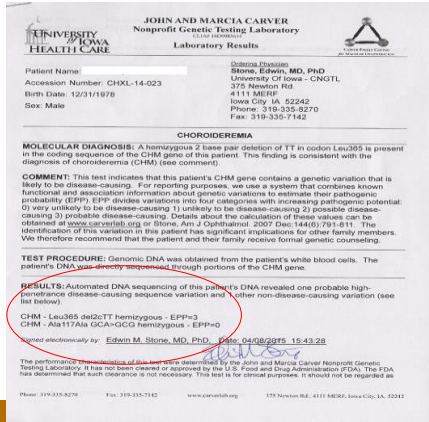 JOHN AND MARCIA CARVER
Nonprofit Genetic Testing Laboratory
Laboratory Results
UNIVERSITY
of IOWA
HEALTH CARE
Patient Name:
Accession Number: CHXL-14-023
Birth Date: 12/31/1978
Sex: Male
Ordering Physician
Stone, Edwin, MD, PhD
University Of Iowa - CNGTL
375 Newton Rd.
4111 MERF
Iowa City IA 52242
Phone: 319-335-8270
Fax: 319-335-7142
CHOROIDEREMIA
MOLECULAR DIAGNOSIS: A hemizygous 2 base pair deletion of TT in codon Leu365 is present
in the coding sequence of the CHM gene of this patient. This finding is consistent with the
diagnosis of choroideremia (CHM) (see comment).
COMMENT: This test indicates that this patient's CHM gene contains a genetic variation that is
likely to be disease-causing. For reporting purposes, we use a system that combines known
functional and association information about genetic variations to estimate their pathogenic
probability (EPP). EPP divides variations into four categories with increasing pathogenic potential:
0) very unlikely to be disease-causing 1) unlikely to be disease-causing 2) possible disease-
causing 3) probable disease-causing. Details about the calculation of these values can be
obtained at www.carverlab.org or Stone, Am J Ophthalmol. 2007 Dec;144(6):791-811. The
identification of this variation in this patient has significant implications for other family members.
We therefore recommend that the patient and their family receive formal genetic counseling.
TEST PROCEDURE: Genomic DNA was obtained from the patient's white blood cells. The
patient's DNA was directly sequenced through portions of the CHM gene.
RESULTS: Automated DNA sequencing of this patient's DNA revealed one probable high-
penetrance disease-causing sequence variation and 1 other non-disease-causing variation (see
list below).
CHM - Leu365 del2cTT hemizygous - EPP=3
CHM - Ala117Ala GCA>GCG hemizygous - EPP=0
Signed electronically by: Edwin M. Stone, MD, PhD, Date: 04/08/2015 15:43:28
The performance characteristics of this test were determined by the John and Marcia Carver Nonprofit Genetic
Testing Laboratory. It has not been cleared or approved by the U.S. Food and Drug Administration (FDA). The FDA
has determined that such clearance is not necessary. This test is for clinical purposes. It should not be regarded as
Phone: 319-335-8270 Fax: 319-335-7142 www.carverlab.org 375 Newton Rd, 4111 MERF, Iowa City, IA 52242